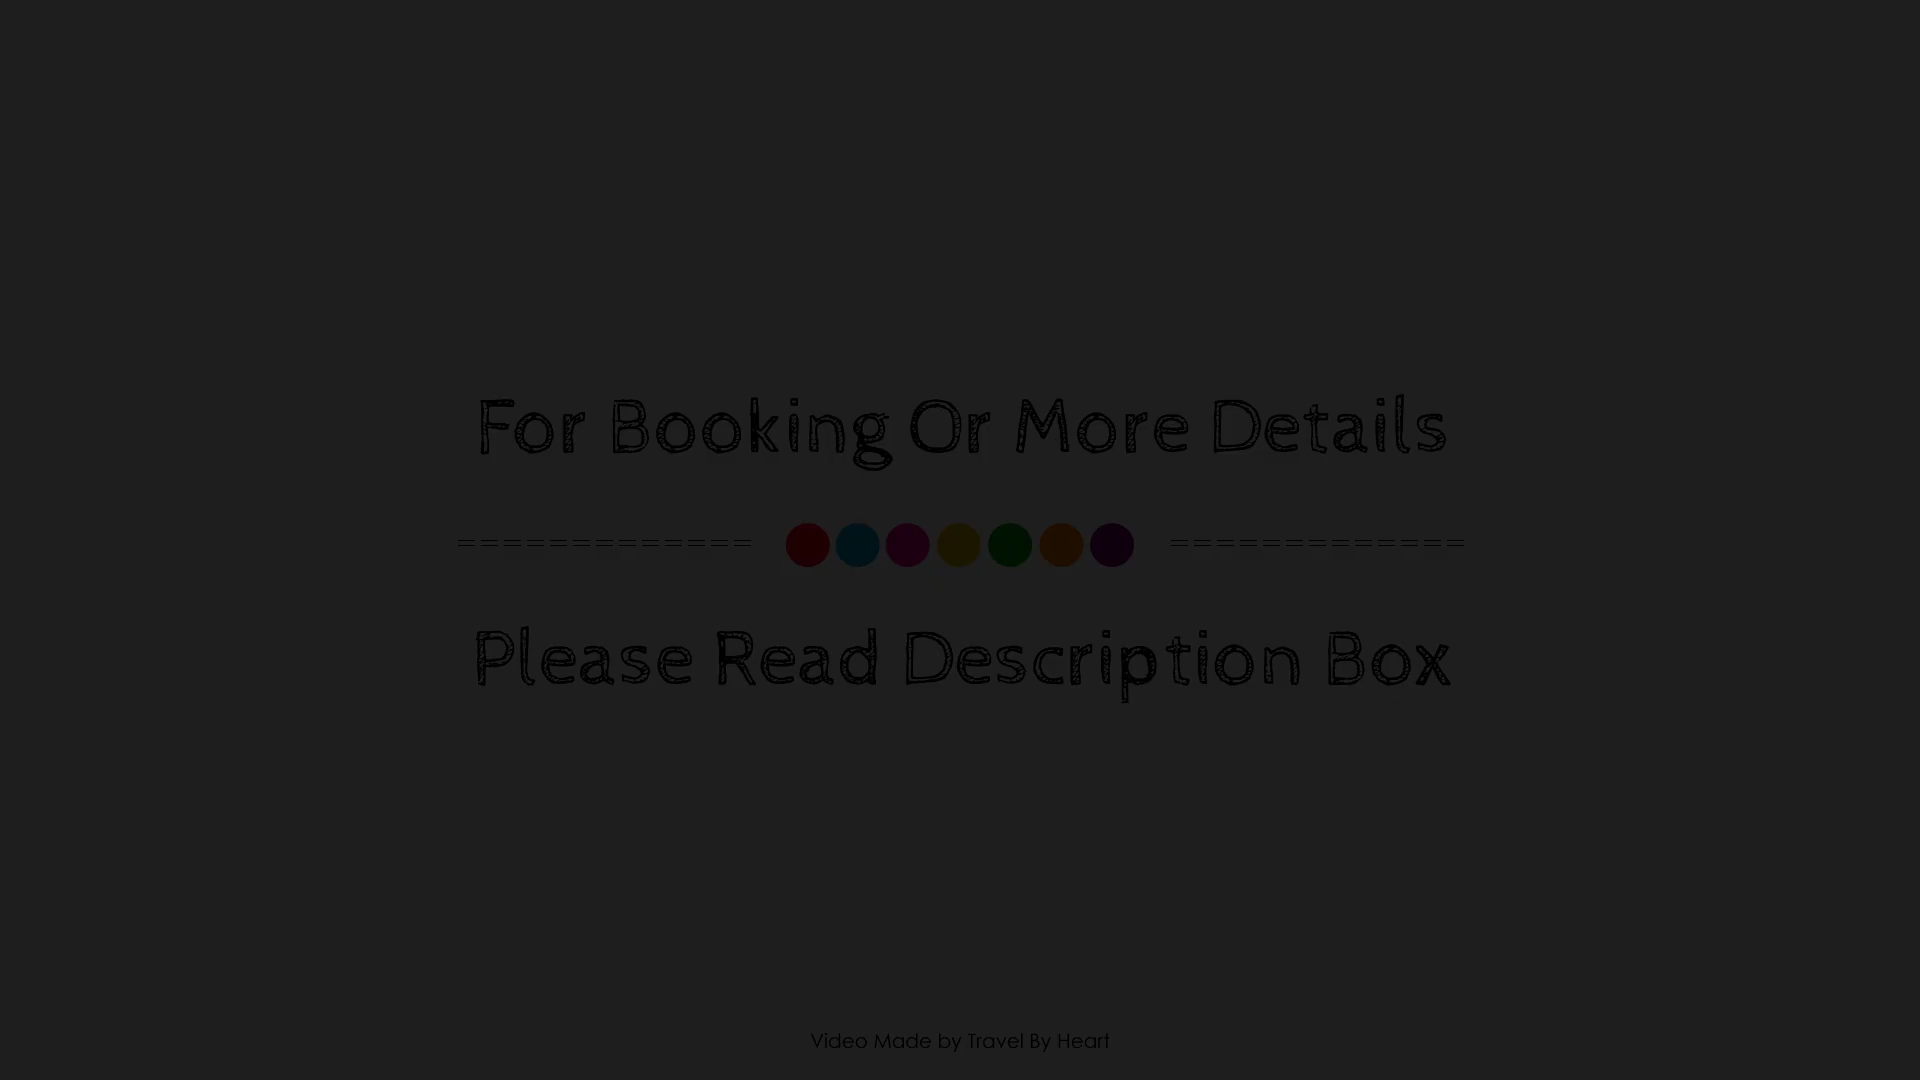 For Booking Or More Details
============= =============
Please Read Description Box
Video Made by Travel By Heart